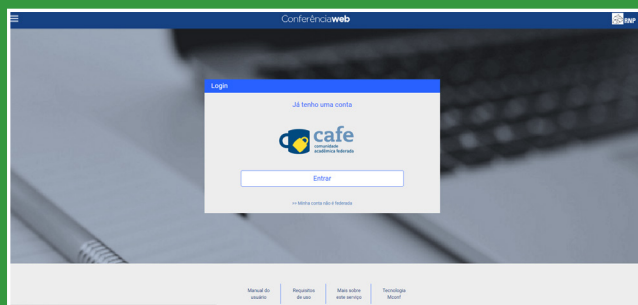 Conferênciaweb
RNP
Login
Já tenho uma conta
cafe
comunidade
acadêmica federada
Entrar
<< Minha conta não é federada
Manual do
usuário
Requisitos
de uso
Mais sobre
este serviço
Tecnologia
Mconf